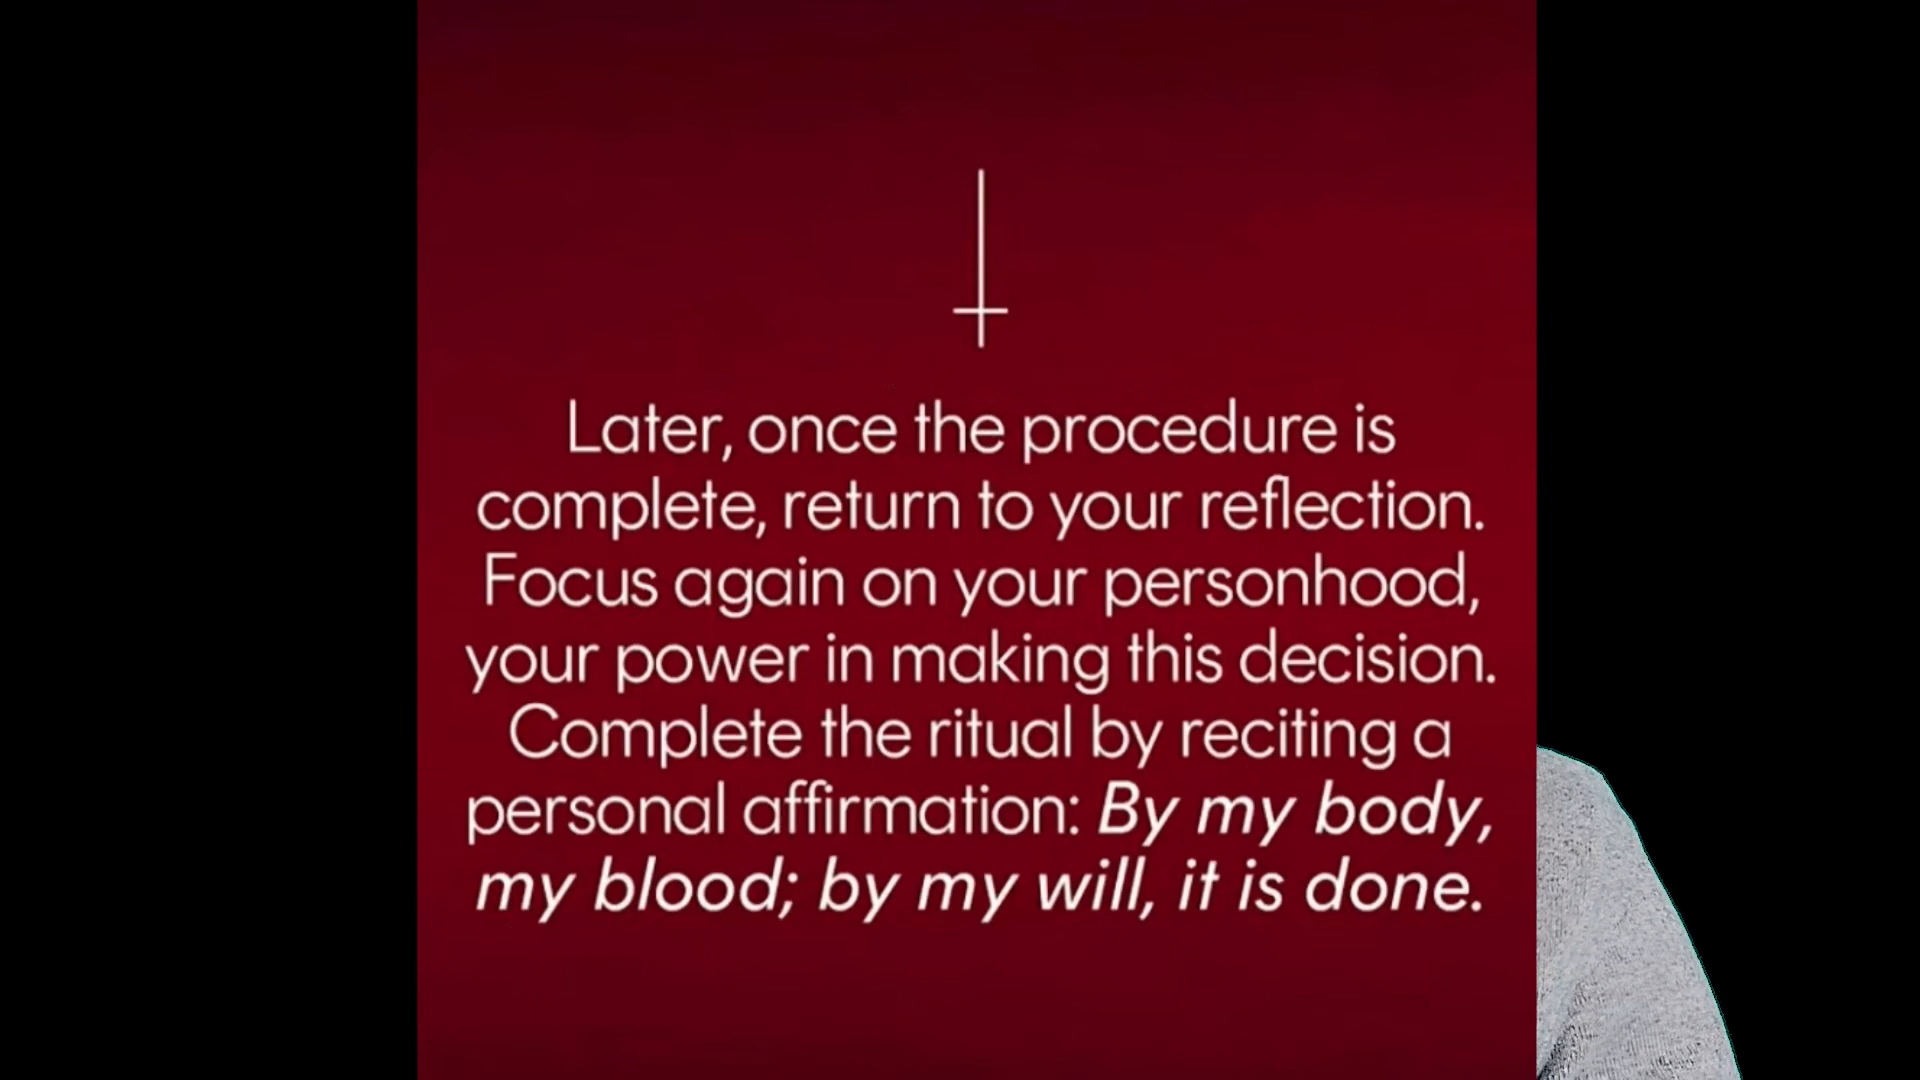 Later, once the procedure is
complete, return to your reflection.
Focus again on your personhood,
your power in making this decision.
Complete the ritual by reciting a
personal affirmation: By my body,
my blood; by my will, it is done.